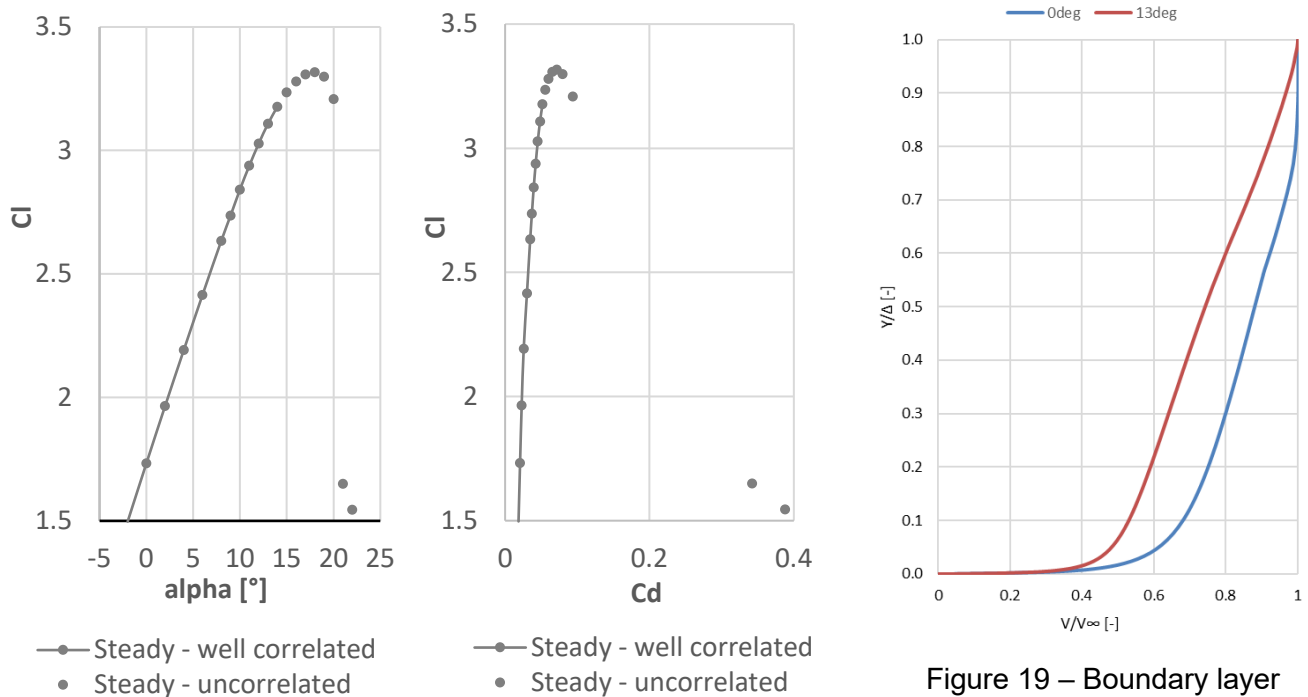 3.5
3
2.5
2
1.5
Cl
-5 0 5 10 15 20 25
alpha [°]
Steady - well correlated
Steady - uncorrelated
3.5
3
2.5
2
1.5
Cl
0 0.2 0.4
Cd
Steady - well correlated
Steady - uncorrelated
0deg 13deg
1.0
0.9
0.8
0.7
0.6
0.5
0.4
0.3
0.2
0.1
0.0
Y/Δ [-]
0 0.2 0.4 0.6 0.8 1
V/V∞ [-]
Figure 19 – Boundary layer